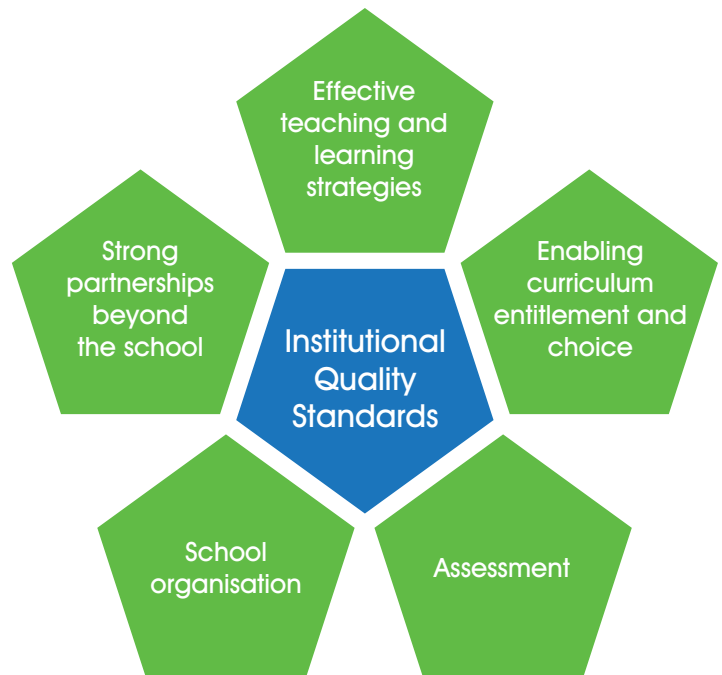 Effective
teaching and
learning
strategies
Strong
partnerships
beyond
the school
Enabling
curriculum
entitlement and
choice
Institutional
Quality
Standards
School
organisation
Assessment